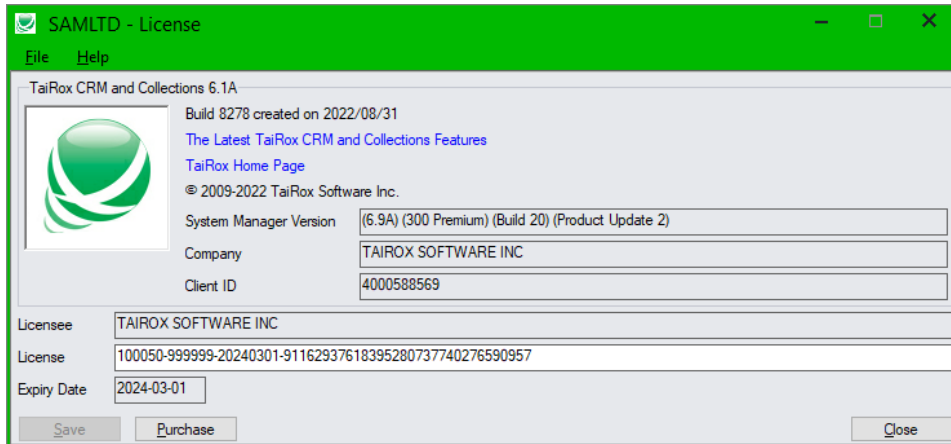 SAMLTD - License
File Help
TaiRox CRM and Collections 6.1A
Build 8278 created on 2022/08/31
The Latest TaiRox CRM and Collections Features
TaiRox Home Page
© 2009-2022 TaiRox Software Inc.
System Manager Version (6.9A) (300 Premium) (Build 20) (Product Update 2)
Company TAIROX SOFTWARE INC
Client ID 4000588569
Licensee TAIROX SOFTWARE INC
License 100050-999999-20240301-91162937618395280737740276590957
Expiry Date 2024-03-01
Save Purchase Close